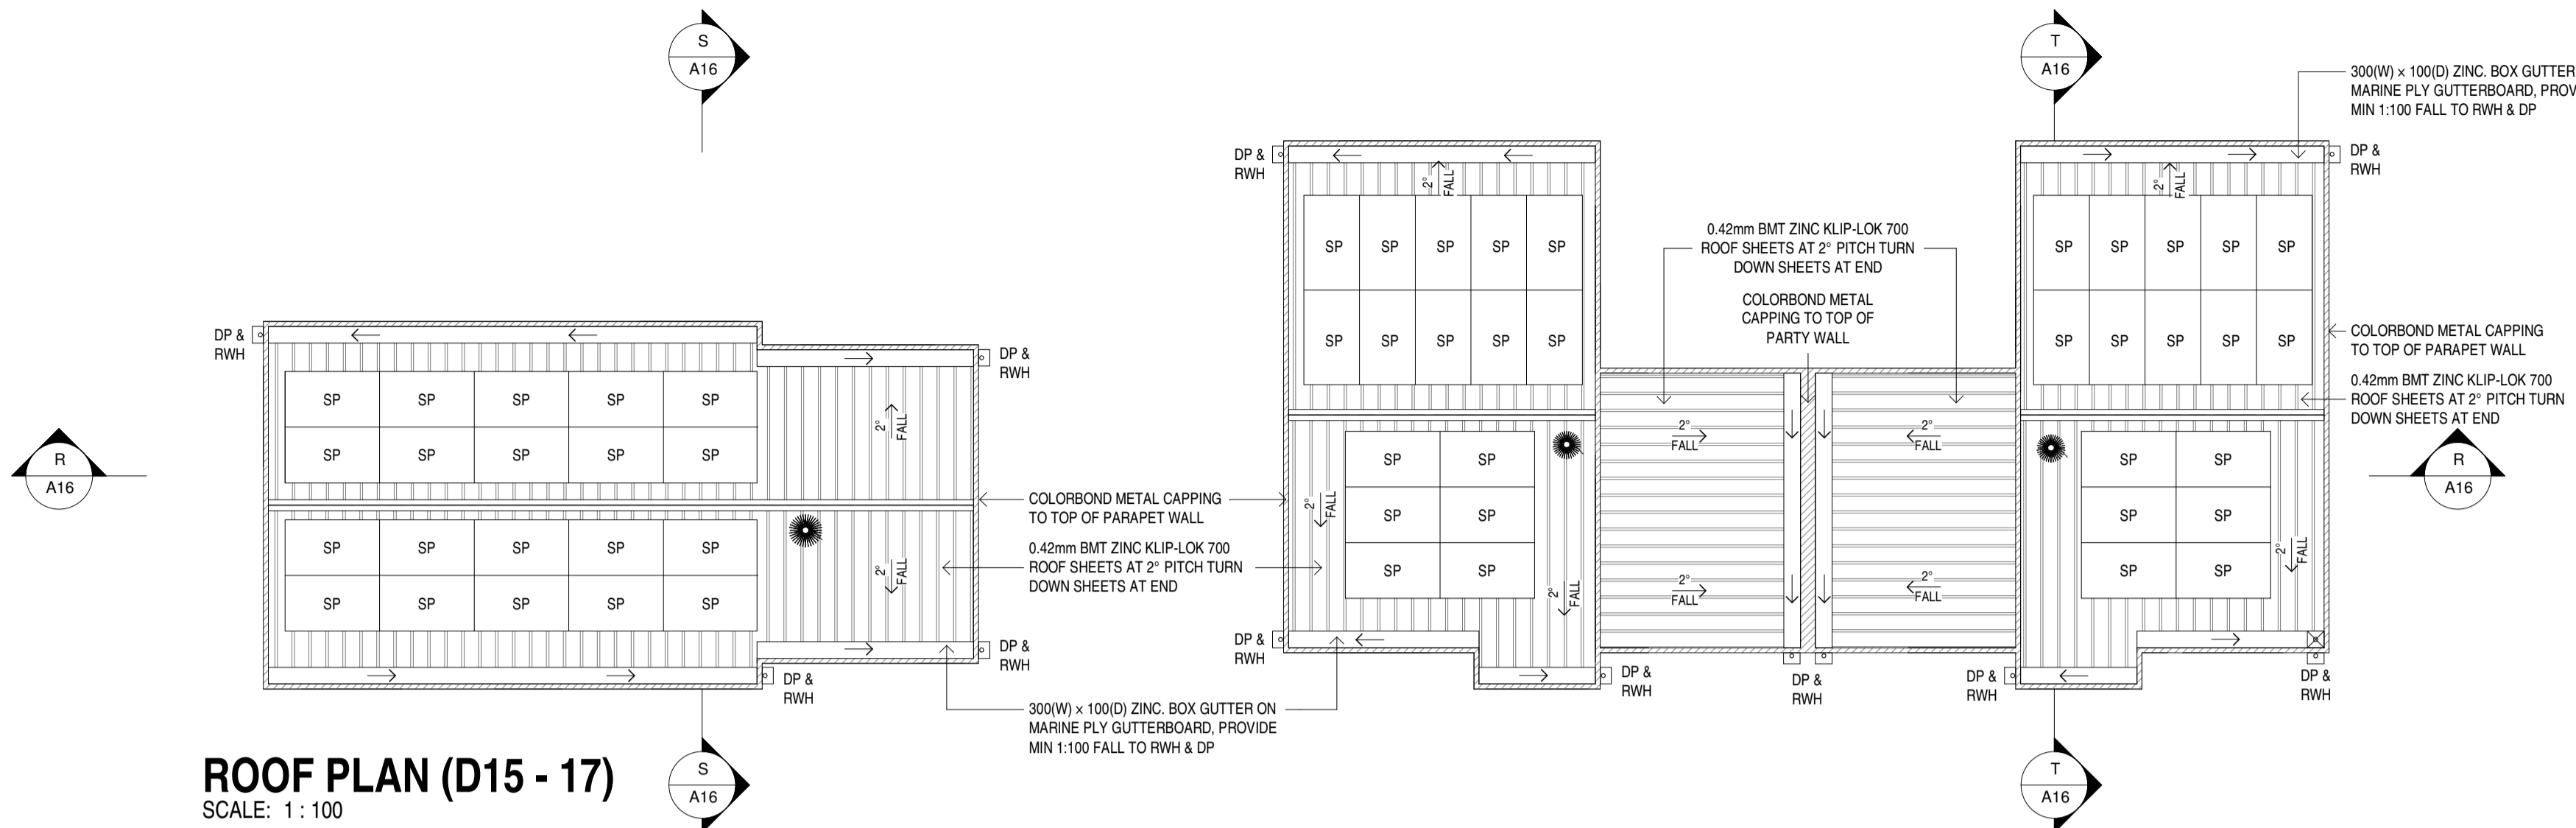 S
A16
T
A16
300(W) × 100(D) ZINC. BOX GUTTER
MARINE PLY GUTTERBOARD, PROV
MIN 1:100 FALL TO RWH & DP
DP &
RWH
DP &
RWH
2°
FALL
2°
FALL
SP SP SP SP SP
SP SP SP SP SP
SP SP SP SP SP
SP SP SP SP SP
0.42mm BMT ZINC KLIP-LOK 700
ROOF SHEETS AT 2° PITCH TURN
DOWN SHEETS AT END
COLORBOND METAL
CAPPING TO TOP OF
PARTY WALL
COLORBOND METAL CAPPING
TO TOP OF PARAPET WALL
0.42mm BMT ZINC KLIP-LOK 700
ROOF SHEETS AT 2° PITCH TURN
DOWN SHEETS AT END
DP &
RWH
DP &
RWH
SP SP SP SP SP
SP SP SP SP SP
2°
FALL
R
A16
SP SP SP SP SP
SP SP SP SP SP
2°
FALL
DP &
RWH
DP &
RWH
COLORBOND METAL CAPPING
TO TOP OF PARAPET WALL
0.42mm BMT ZINC KLIP-LOK 700
ROOF SHEETS AT 2° PITCH TURN
DOWN SHEETS AT END
300(W) × 100(D) ZINC. BOX GUTTER ON
MARINE PLY GUTTERBOARD, PROVIDE
MIN 1:100 FALL TO RWH & DP
SP SP
SP SP
SP SP
2°
FALL
2°
FALL
2°
FALL
2°
FALL
2°
FALL
2°
FALL
SP SP
SP SP
SP SP
2°
FALL
R
A16
DP &
RWH
DP &
RWH
DP &
RWH
DP &
RWH
DP &
RWH
ROOF PLAN (D15 - 17)
SCALE: 1 : 100
S
A16
T
A16